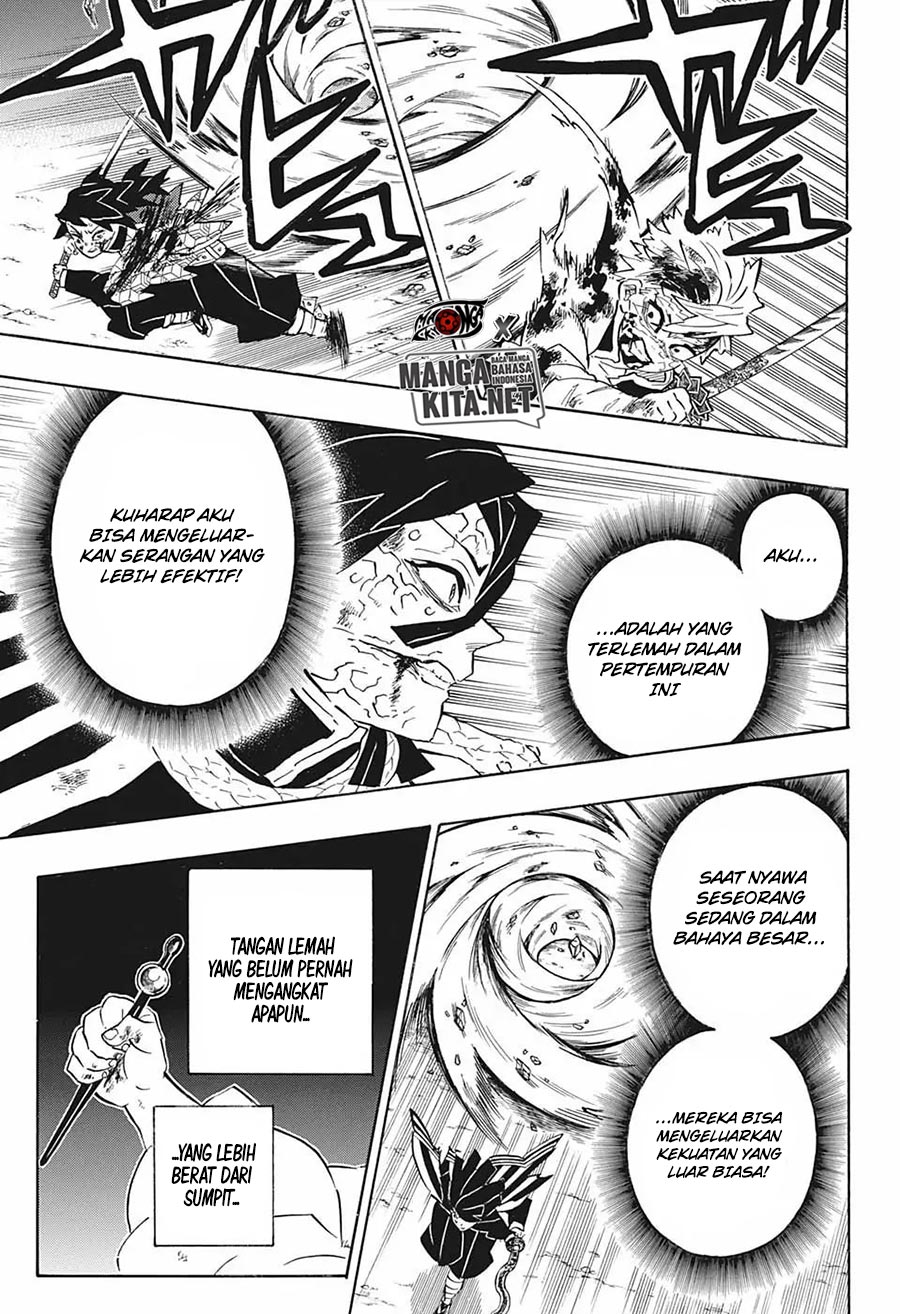 MANGA
KITA.NET
BACA MANGA
BAHASA
INDONESIA
X
AKU...
...ADALAH YANG
TERLEMAH DALAM
PERTEMPURAN
INI
KUHARAP AKU
BISA MENGELUAR-
KAN SERANGAN YANG
LEBIH EFEKTIF!
SAAT NYAWA
SESEORANG
SEDANG DALAM
BAHAYA BESAR...
...MEREKA BISA
MENGELUARKAN
KEKUATAN YANG
LUAR BIASA!
TANGAN LEMAH
YANG BELUM PERNAH
MENGANGKAT
APAPUN...
...YANG LEBIH
BERAT DARI
SUMPIT...